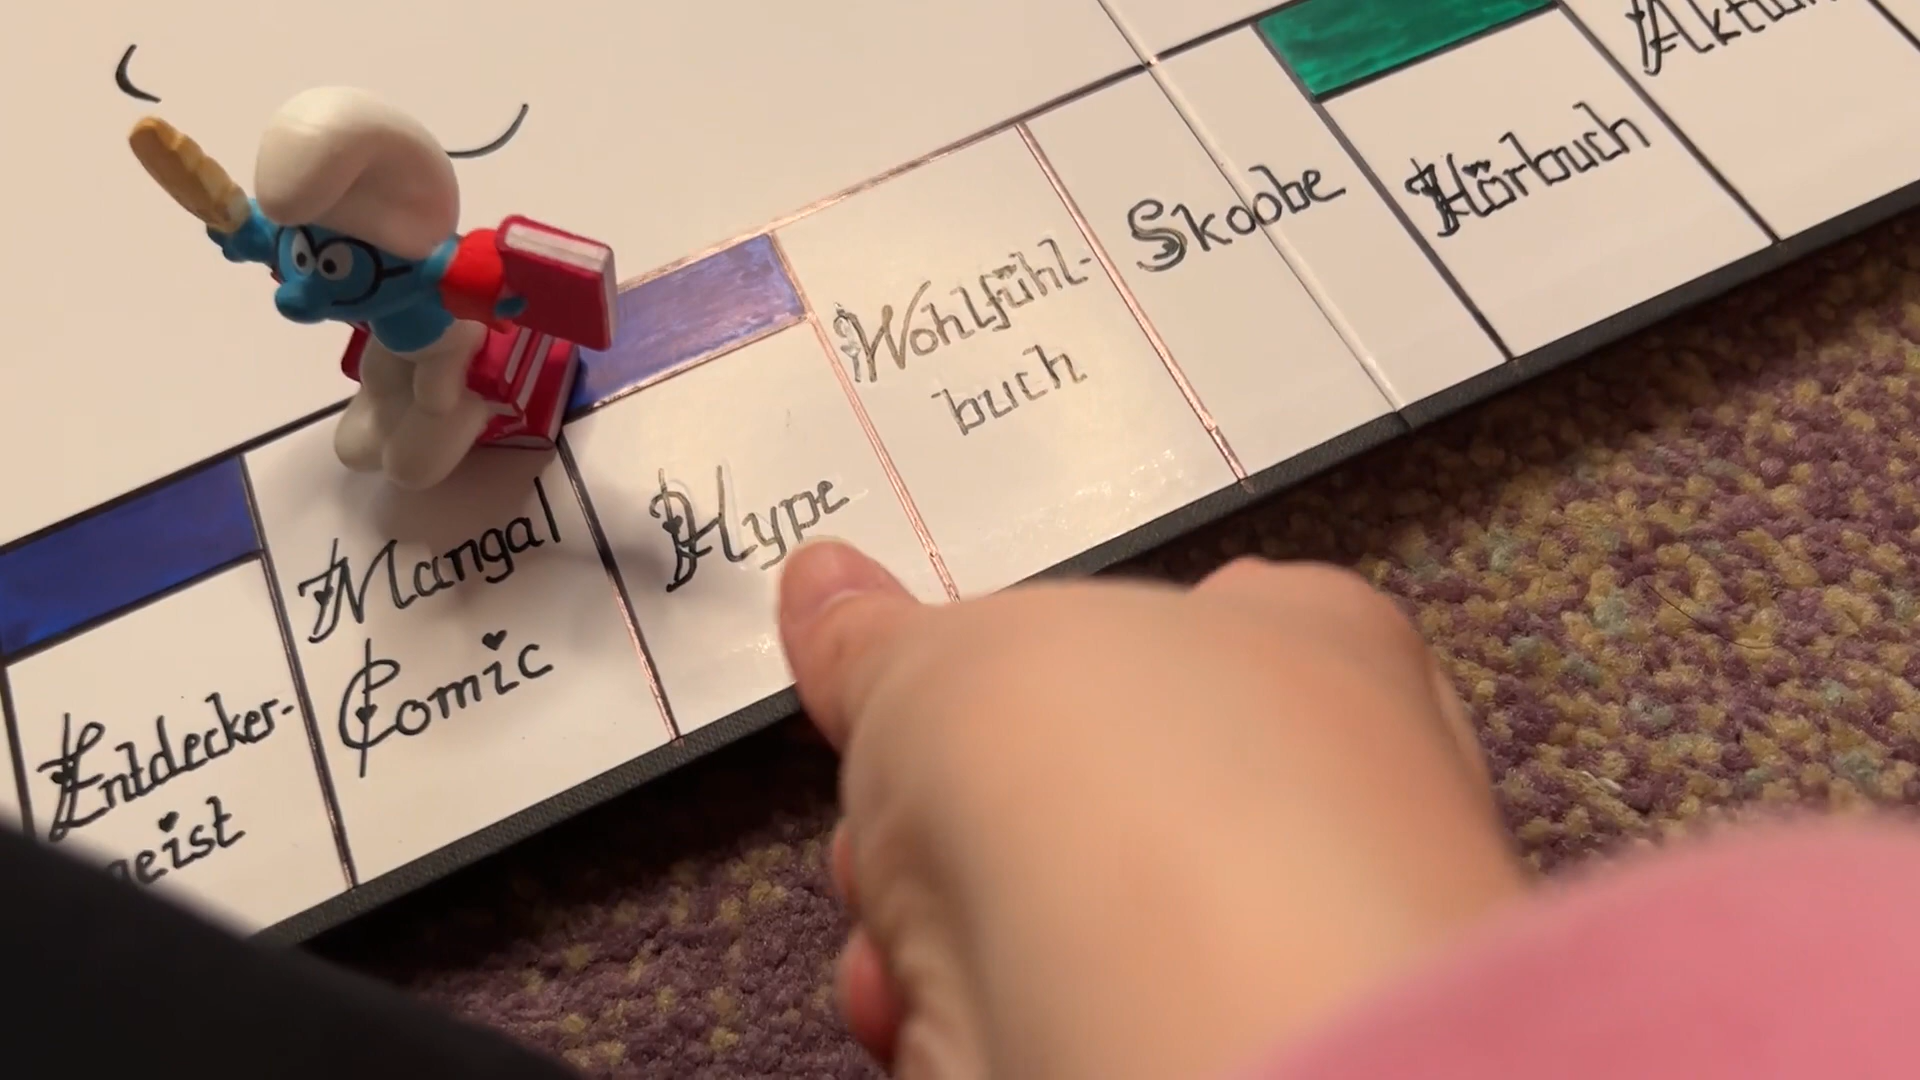 Entdecker-
geist
Manga/
Comic
Hype
Wohlfühl-
buch
Skoobe
Hörbuch